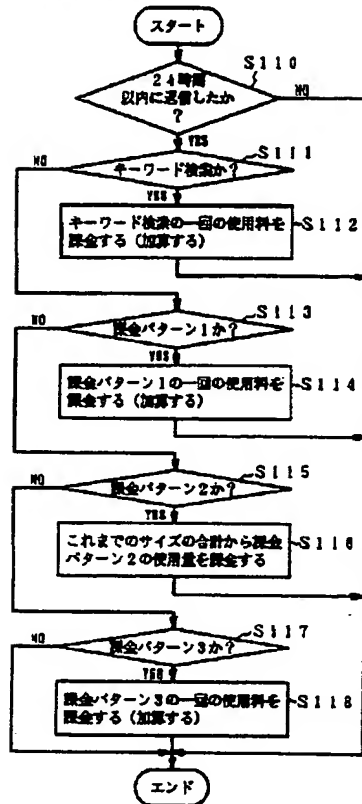 スタート
S110
24時間
以内に返信したか
?
NO
YES
S111
NO
キーワード検索か?
YES
S112
キーワード検索の一回の使用料を
課金する(加算する)
S113
NO
課金パターン1か?
YES
S114
課金パターン1の一回の使用料を
課金する(加算する)
S115
NO
課金パターン2か?
YES
S116
これまでのサイズの合計から課金
パターン2の使用量を課金する
S117
NO
課金パターン3か?
YES
S118
課金パターン3の一回の使用料を
課金する(加算する)
エンド